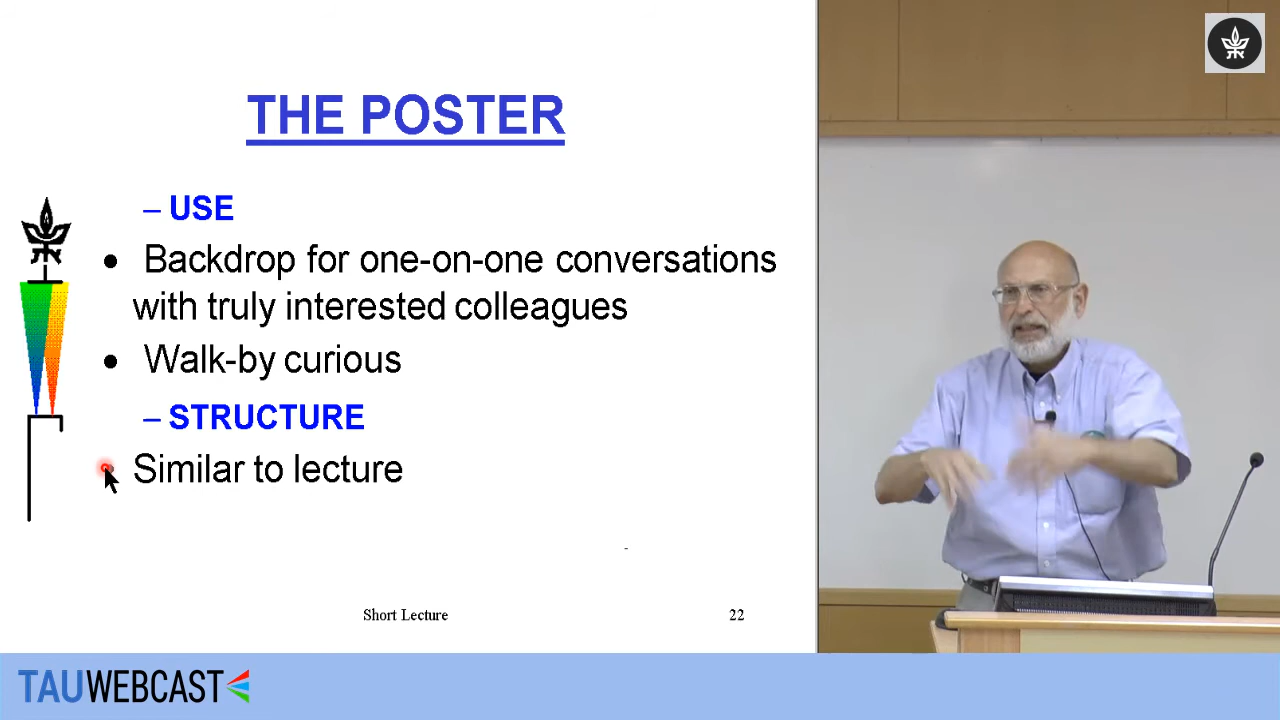 THE POSTER
– USE
• Backdrop for one-on-one conversations
with truly interested colleagues
• Walk-by curious
– STRUCTURE
• Similar to lecture
Short Lecture 22
TAUWEBCAST